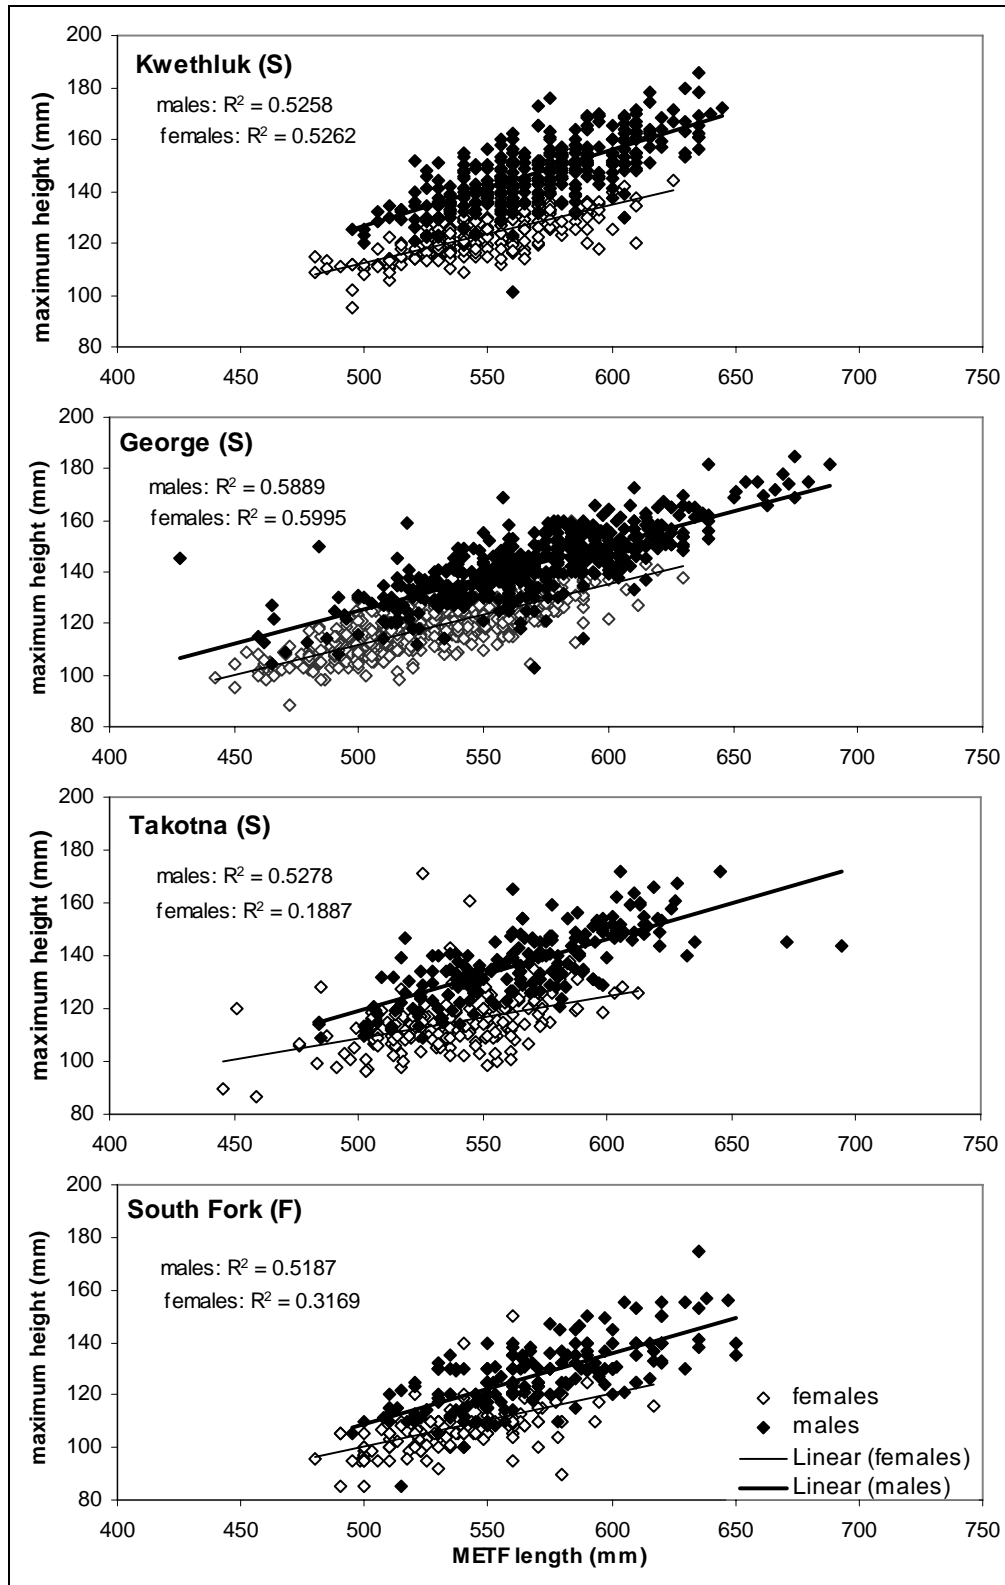 200
180
160
140
120
100
80
maximum height (mm)
Kwethluk (S)
males: R² = 0.5258
females: R² = 0.5262
400 450 500 550 600 650 700 750
200
180
160
140
120
100
80
maximum height (mm)
George (S)
males: R² = 0.5889
females: R² = 0.5995
400 450 500 550 600 650 700 750
200
180
160
140
120
100
80
maximum height (mm)
Takotna (S)
males: R² = 0.5278
females: R² = 0.1887
400 450 500 550 600 650 700 750
200
180
160
140
120
100
80
maximum height (mm)
South Fork (F)
males: R² = 0.5187
females: R² = 0.3169
females
males
Linear (females)
Linear (males)
400 450 500 550 600 650 700 750
METF length (mm)